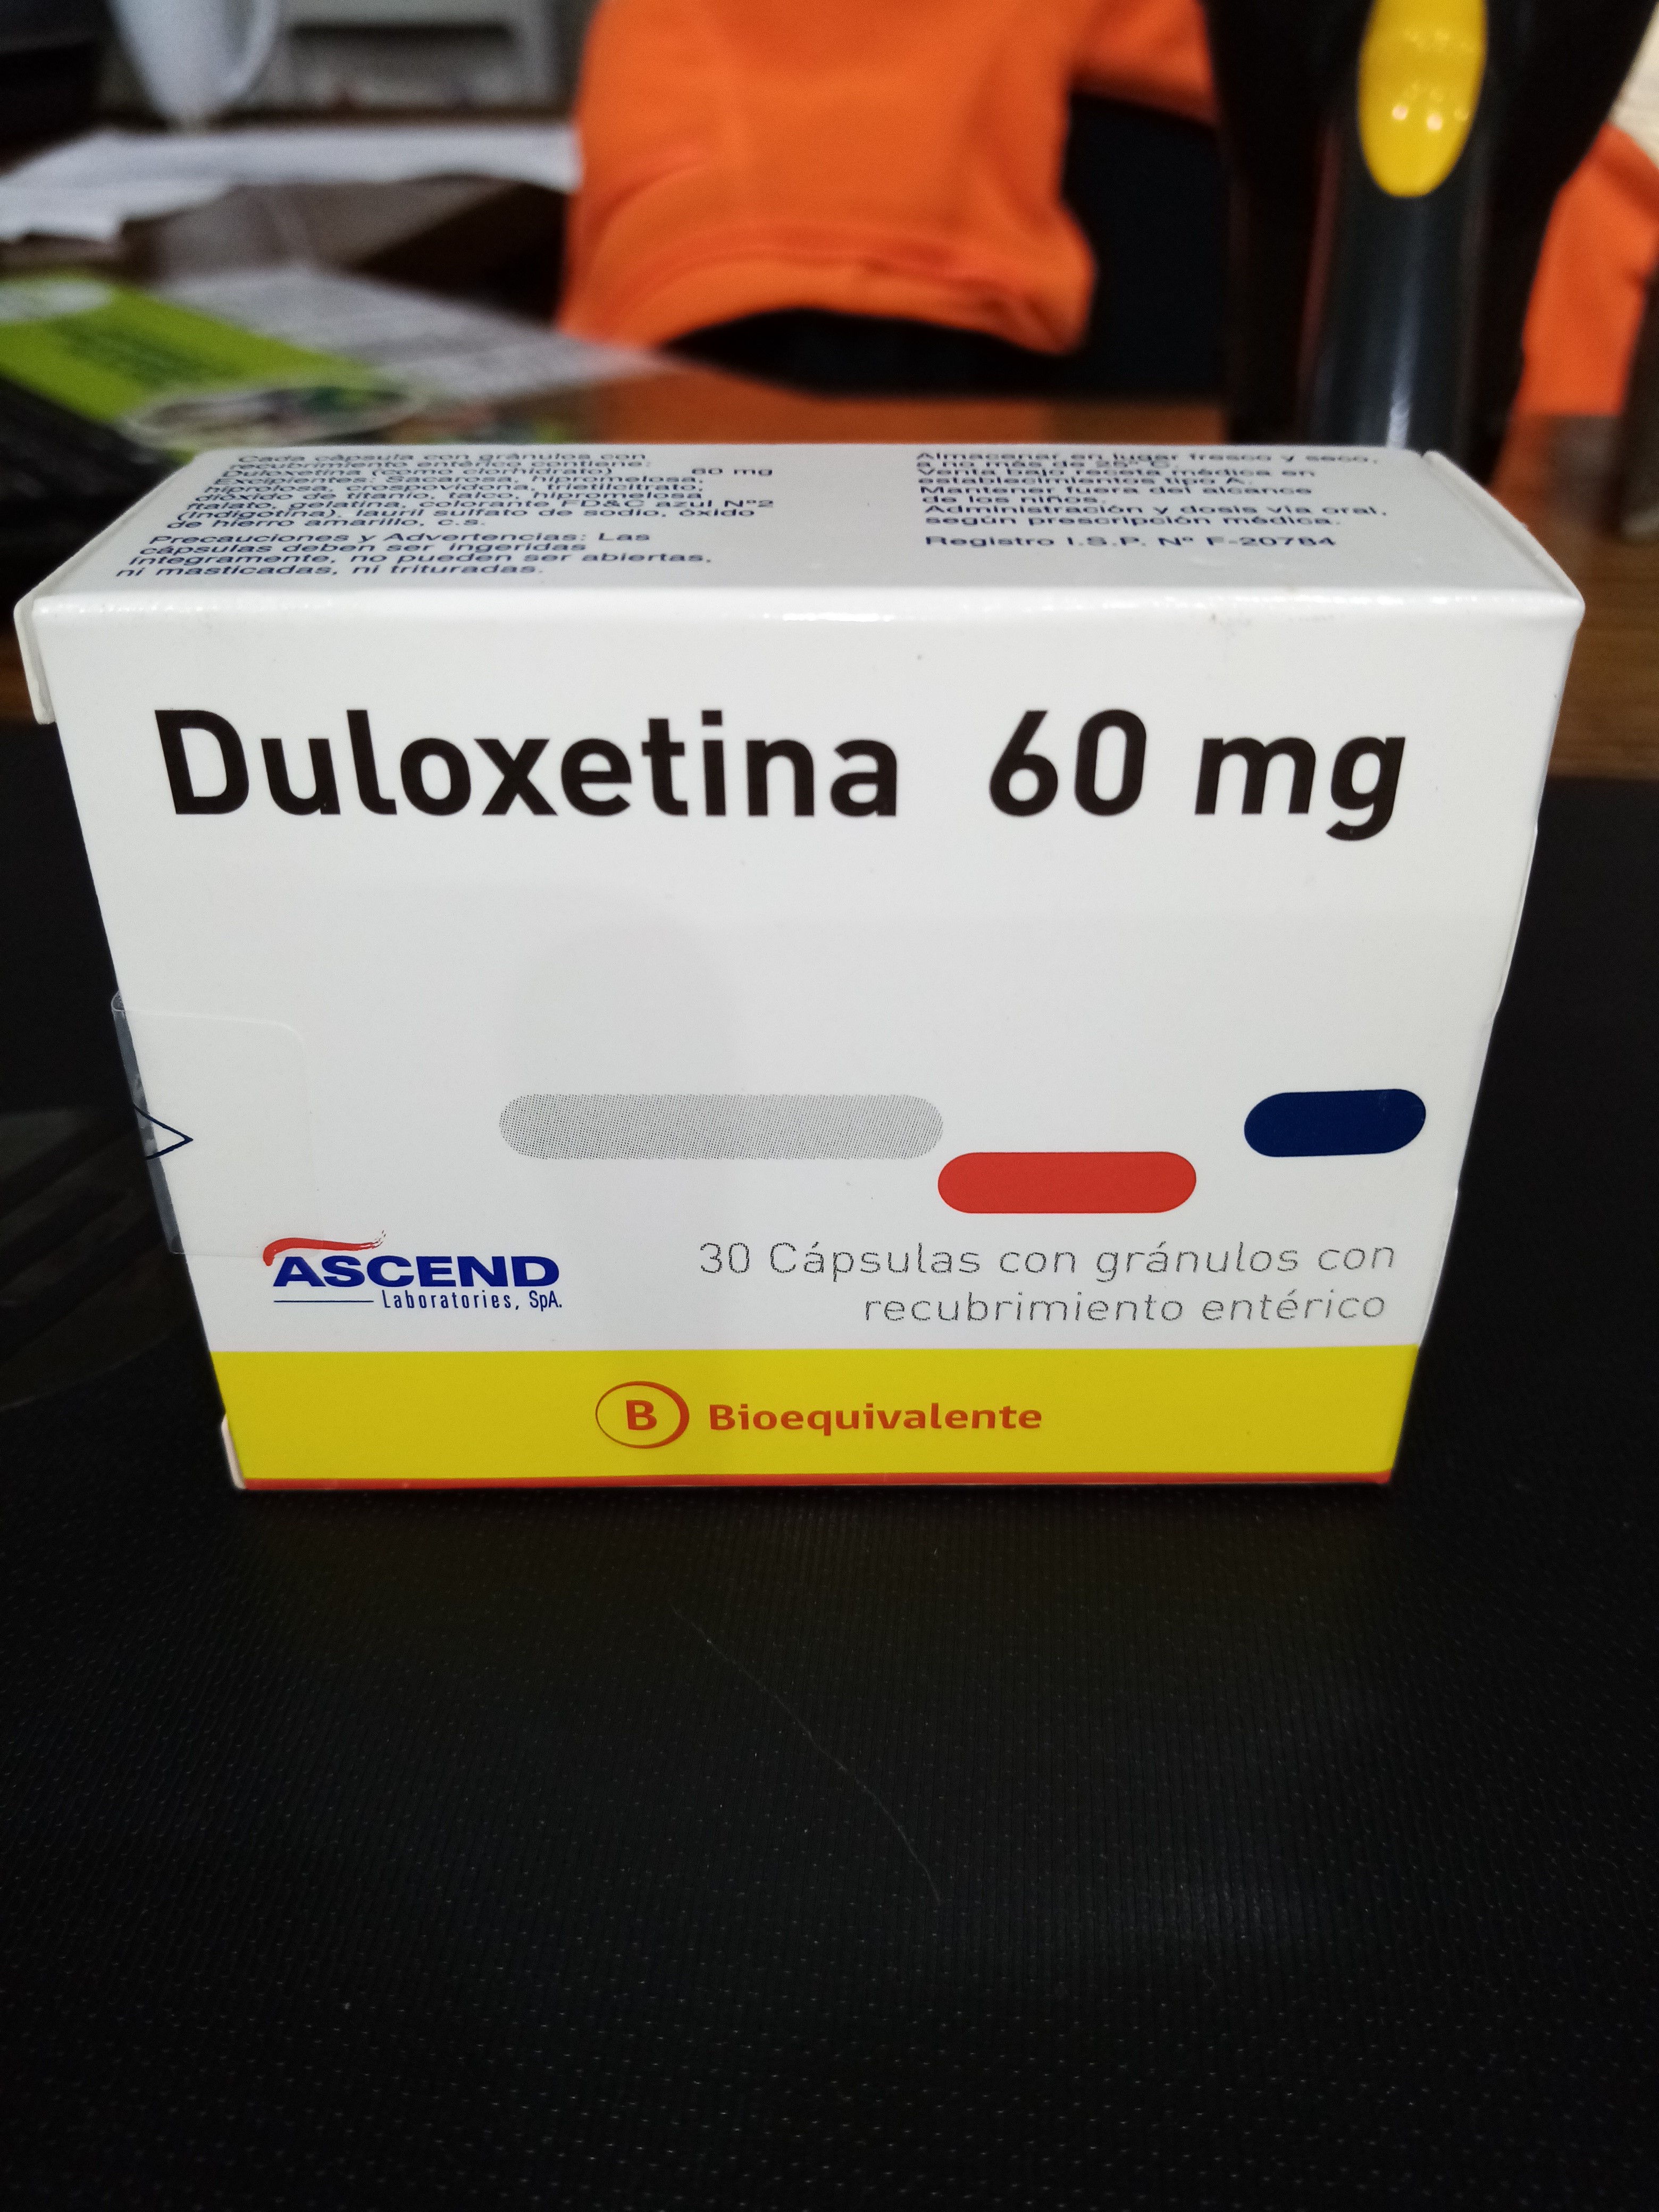 Cada cápsula con gránulos con
recubrimiento entérico contiene:
Duloxetina (como clorhidrato) 60 mg
Excipientes: Sacarosa, hipromelosa,
hiprolosa, crospovidona, trietilcitrato,
dióxido de titanio, talco, hipromelosa
ftalato, gelatina, colorante FD&C azul Nº2
(Indigotina), lauril sulfato de sodio, óxido
de hierro amarillo, c.s.
Precauciones y Advertencias: Las
cápsulas deben ser ingeridas
íntegramente, no pueden ser abiertas,
ni masticadas, ni trituradas.
Almacenar en lugar fresco y seco,
a no más de 25º C.
Venta bajo receta médica en
establecimientos tipo A.
Mantener fuera del alcance
de los niños.
Administración y dosis vía oral,
según prescripción médica.
Registro I.S.P. Nº F-20784
Duloxetina 60 mg
ASCEND
Laboratories, SpA.
30 Cápsulas con gránulos con
recubrimiento entérico
B Bioequivalente